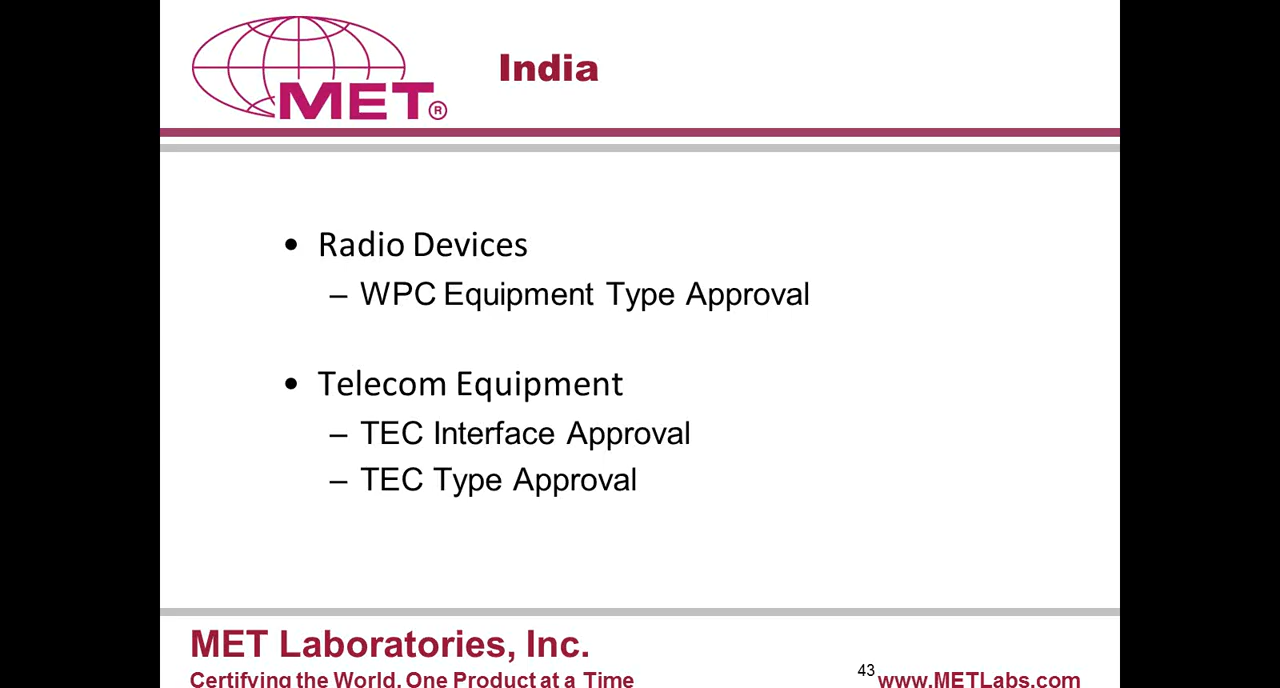 MET®
India
• Radio Devices
– WPC Equipment Type Approval
• Telecom Equipment
– TEC Interface Approval
– TEC Type Approval
MET Laboratories, Inc.
Certifying the World, One Product at a Time
43
www.METLabs.com